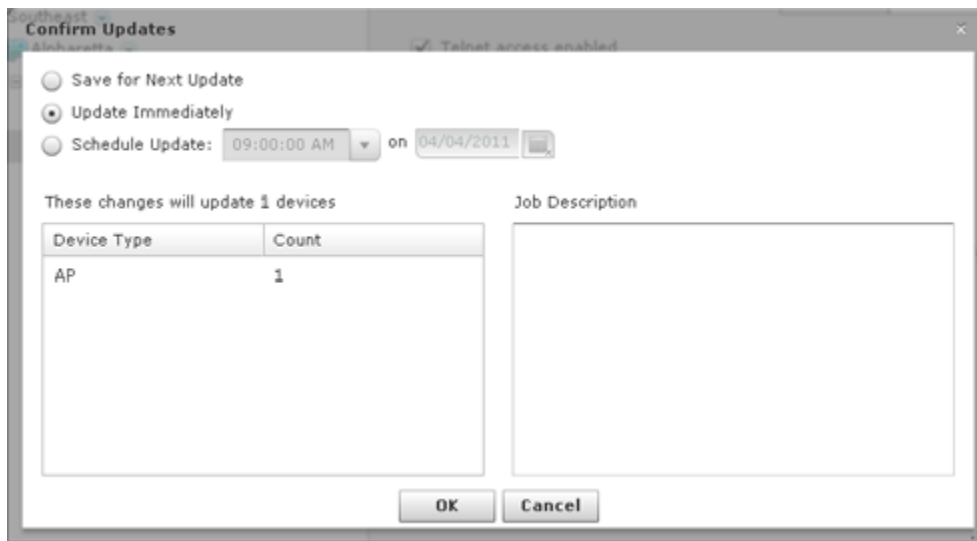 Southeast
Confirm Updates
Alpharetta
Telnet access enabled
Save for Next Update
Update Immediately
Schedule Update: 09:00:00 AM on 04/04/2011
These changes will update 1 devices
Job Description
Device Type Count
AP 1
OK Cancel